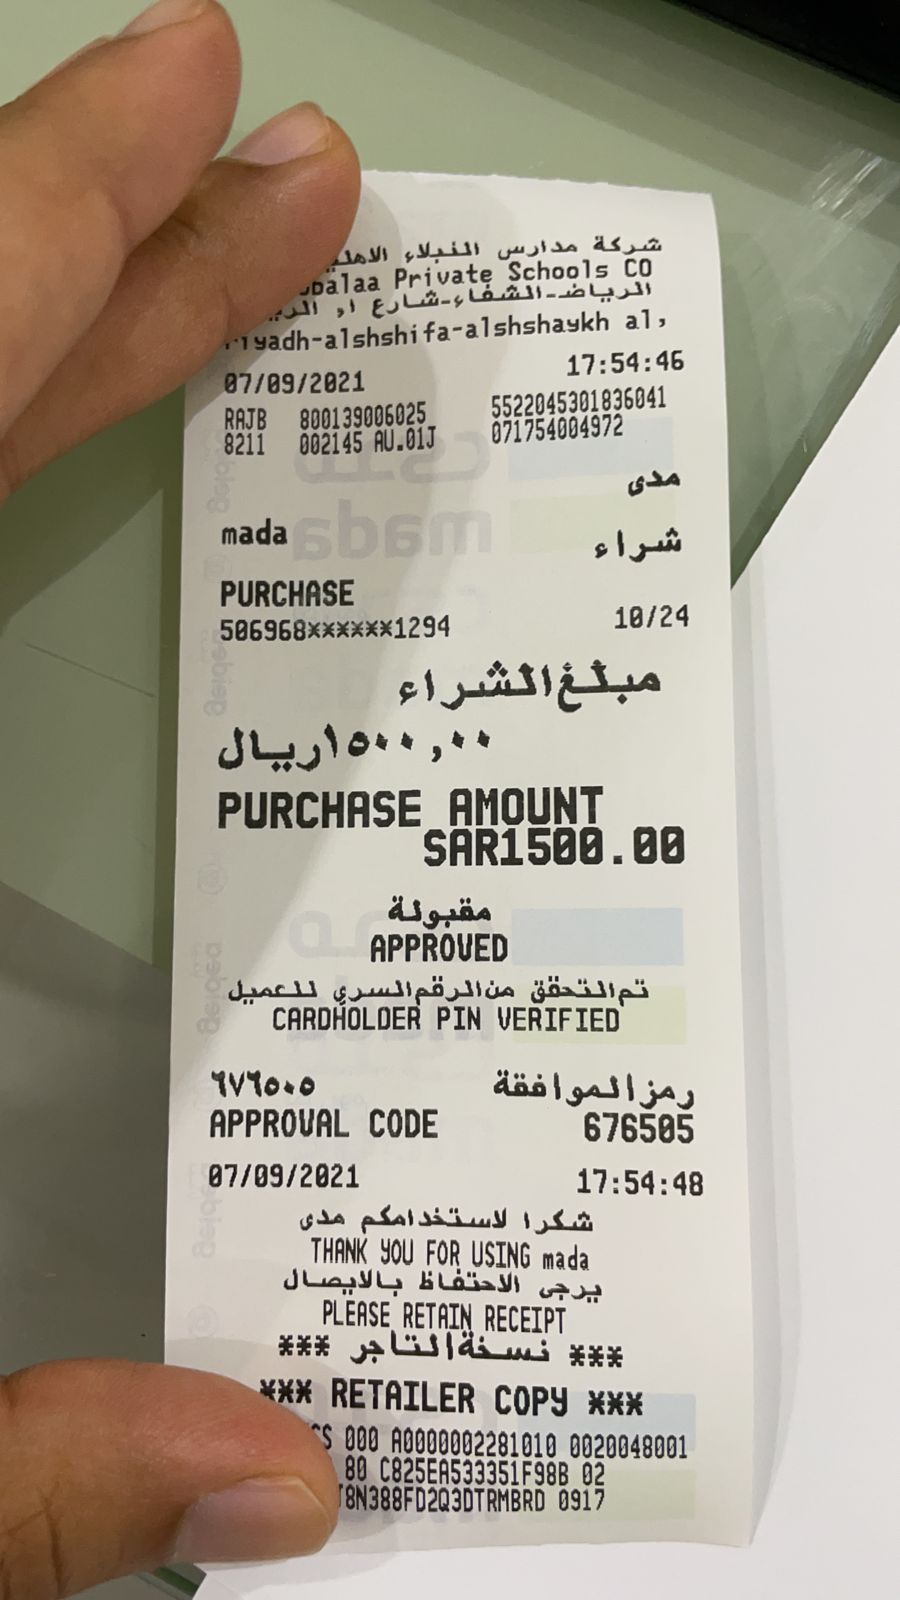 شركة مدارس النبلاء
Private Schools CO
الرياض-الشفاء-شارع ا,
alshshifa-alshshaykh al,
07/09/2021 17:54:46
RAJB 800139006025 5522045301836041
8211 002145 AU.01J 071754004972
مدى
mada
شراء
PURCHASE
506968******1294 10/24
مبلغ الشراء
١٥٠٠,٠٠ ريال
PURCHASE AMOUNT
SAR1500.00
مقبولة
APPROVED
تم التحقق من الرقم السري للعميل
CARDHOLDER PIN VERIFIED
رمز الموافقة ٦٧٦٥٠٥
APPROVAL CODE 676505
07/09/2021 17:54:48
شكرا لاستخدامكم مدى
THANK YOU FOR USING mada
يرجى الاحتفاظ بالايصال
PLEASE RETAIN RECEIPT
*** نسخة التاجر ***
*** RETAILER COPY ***
000 A0000002281010 0020048001
80 C825EA533351F98B 02
0917